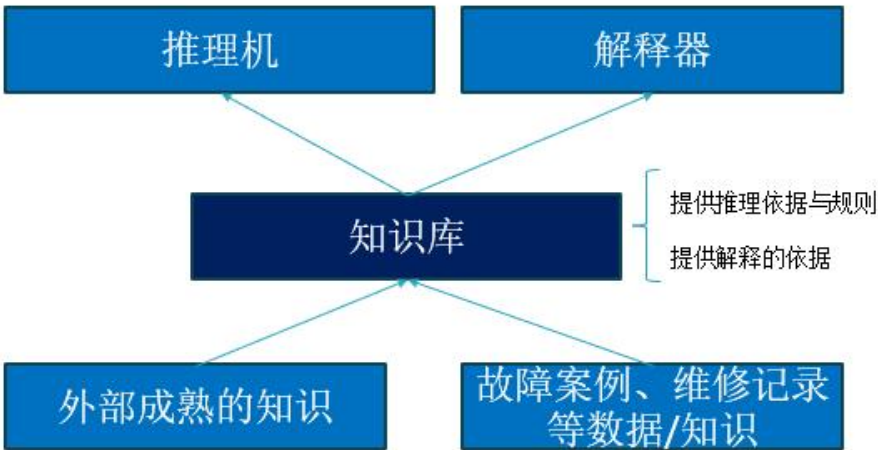 推理机
解释器
知识库
提供推理依据与规则
提供解释的依据
外部成熟的知识
故障案例、维修记录
等数据/知识